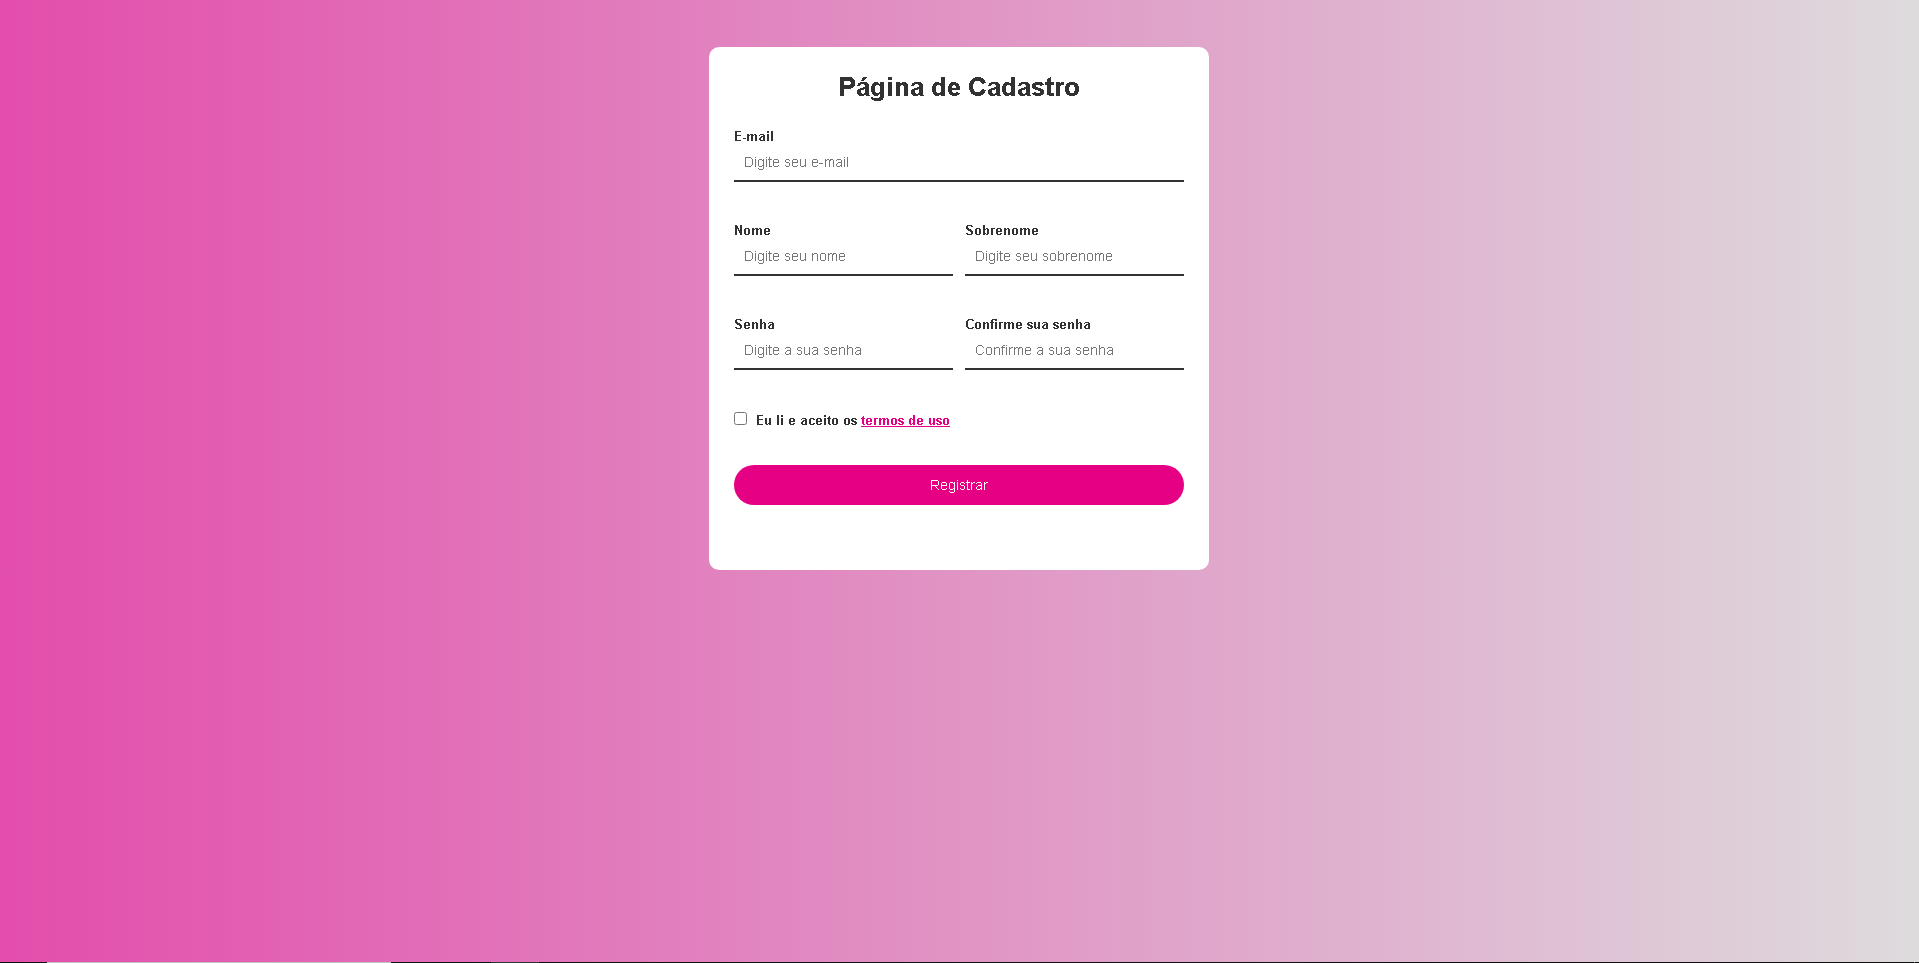 Página de Cadastro
E-mail
Digite seu e-mail
Nome
Sobrenome
Digite seu nome
Digite seu sobrenome
Senha
Confirme sua senha
Digite a sua senha
Confirme a sua senha
Eu li e aceito os termos de uso
Registrar